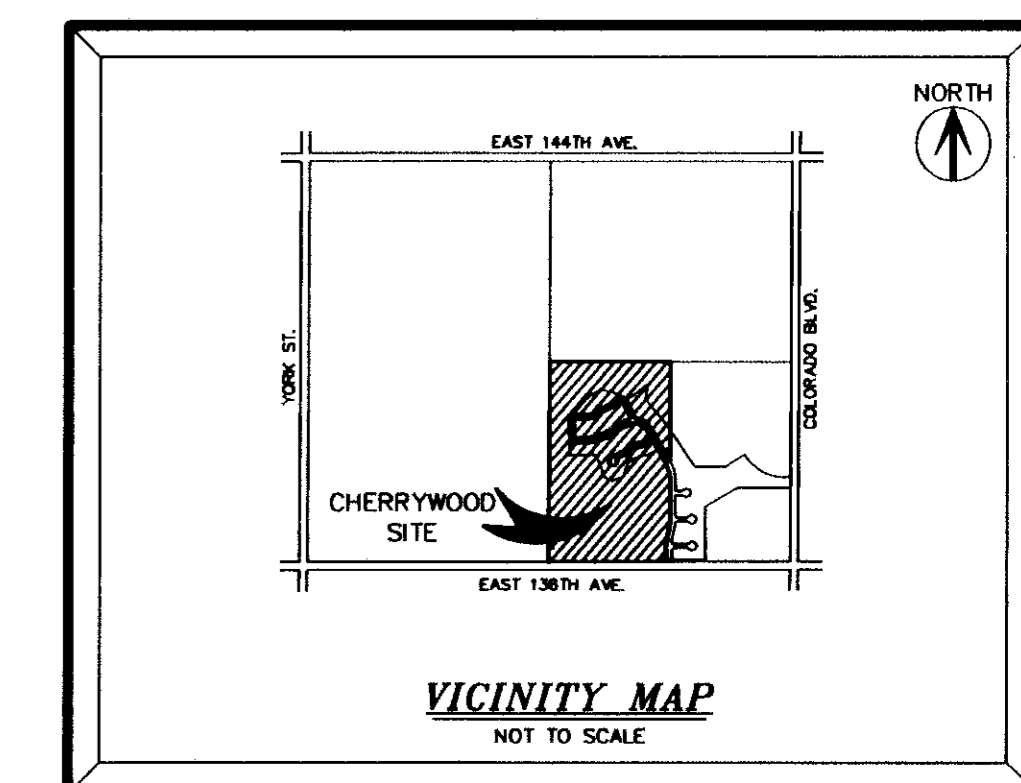 NORTH
EAST 144TH AVE.
YORK ST.
COLORADO BLVD.
CHERRYWOOD
SITE
EAST 136TH AVE.
VICINITY MAP
NOT TO SCALE